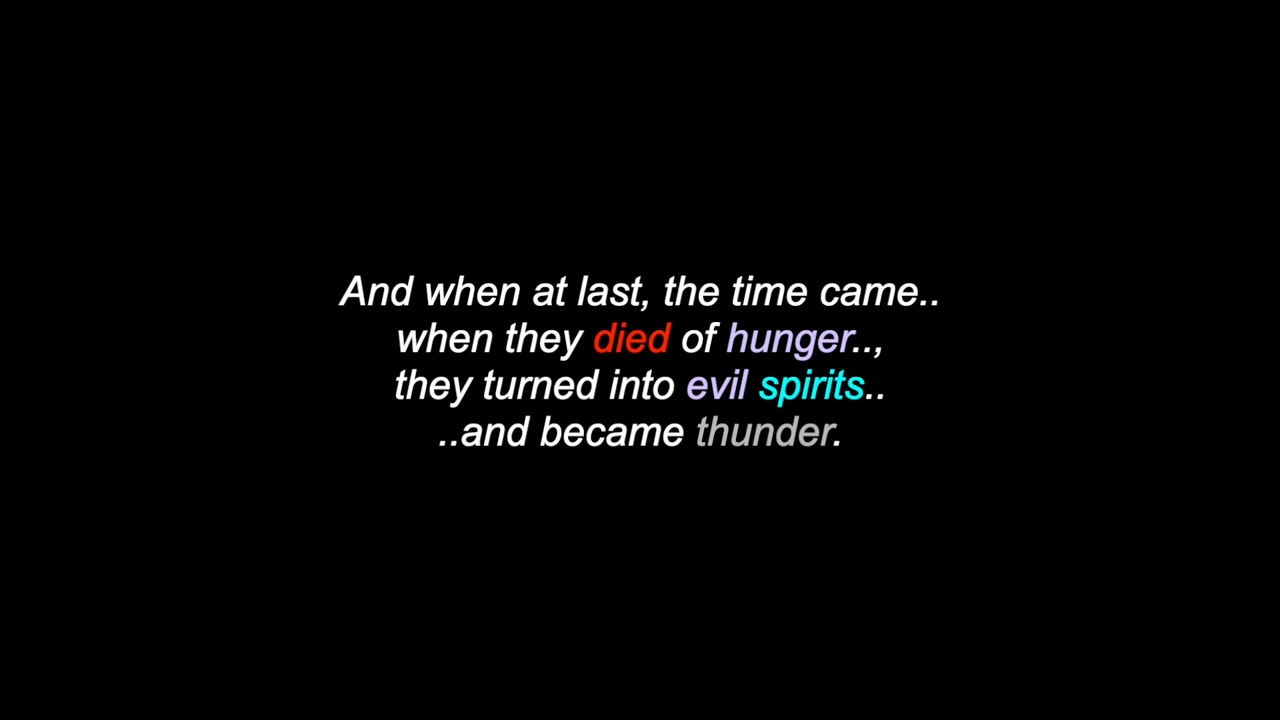 And when at last, the time came..
when they died of hunger..,
they turned into evil spirits..
..and became thunder.